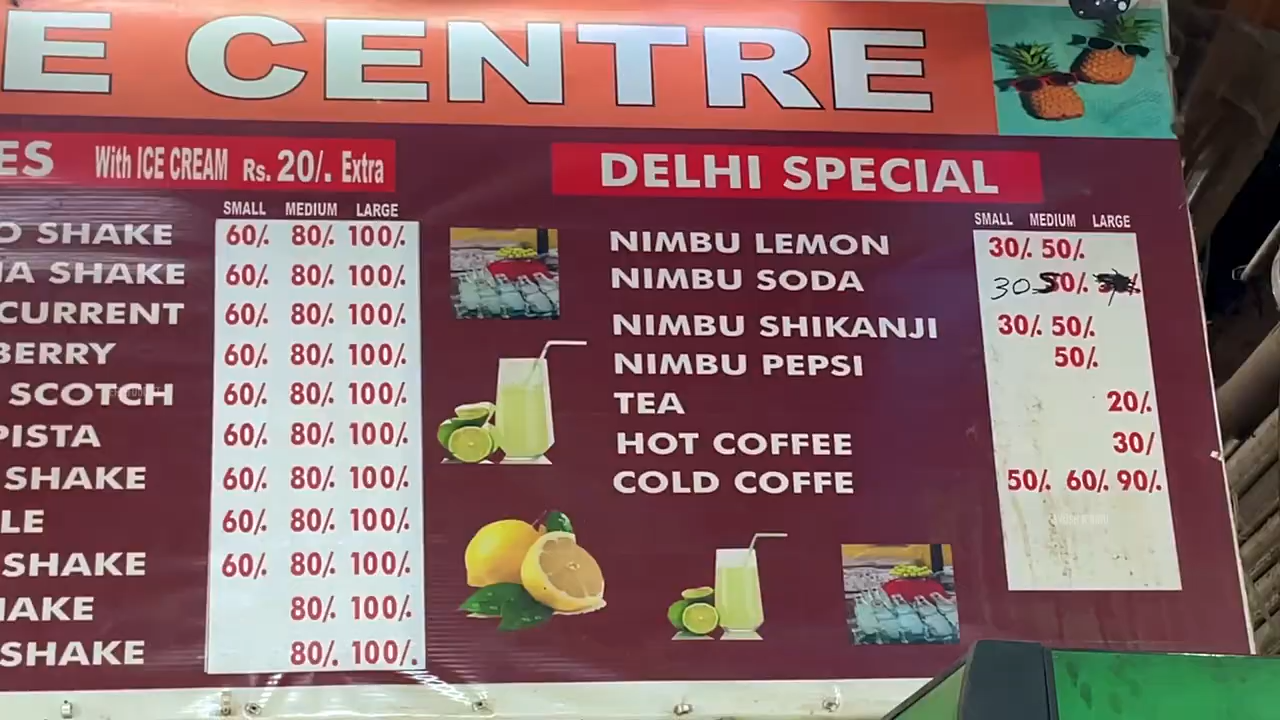 E CENTRE
ES With ICE CREAM Rs. 20/. Extra
SMALL MEDIUM LARGE
O SHAKE 60/. 80/. 100/.
A SHAKE 60/. 80/. 100/.
CURRENT 60/. 80/. 100/.
BERRY 60/. 80/. 100/.
SCOTCH 60/. 80/. 100/.
PISTA 60/. 80/. 100/.
SHAKE 60/. 80/. 100/.
LE 60/. 80/. 100/.
SHAKE 60/. 80/. 100/.
AKE 80/. 100/.
SHAKE 80/. 100/.
DELHI SPECIAL
SMALL MEDIUM LARGE
NIMBU LEMON 30/. 50/.
NIMBU SODA 30 50/.
NIMBU SHIKANJI 30/. 50/.
NIMBU PEPSI 50/.
TEA 20/.
HOT COFFEE 30/
COLD COFFE 50/. 60/. 90/.